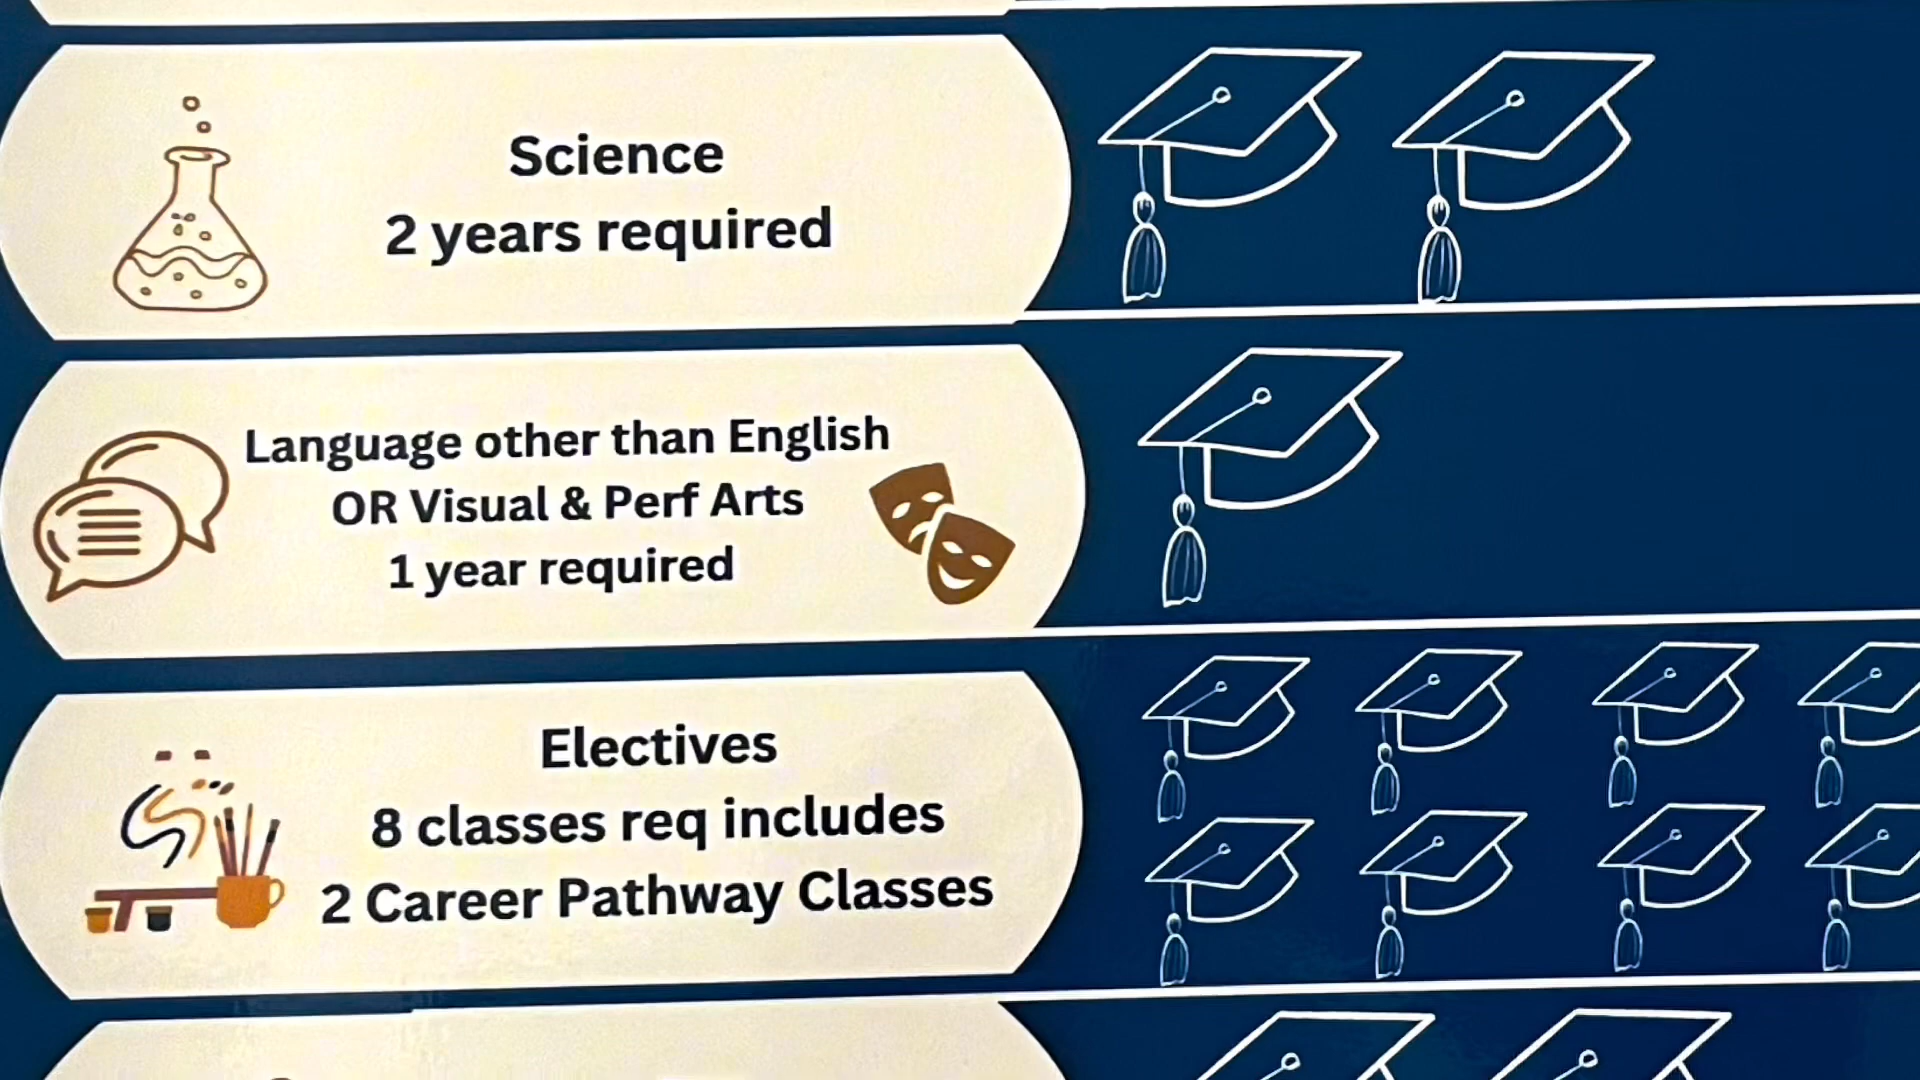 Science
2 years required
Language other than English
OR Visual & Perf Arts
1 year required
Electives
8 classes req includes
2 Career Pathway Classes